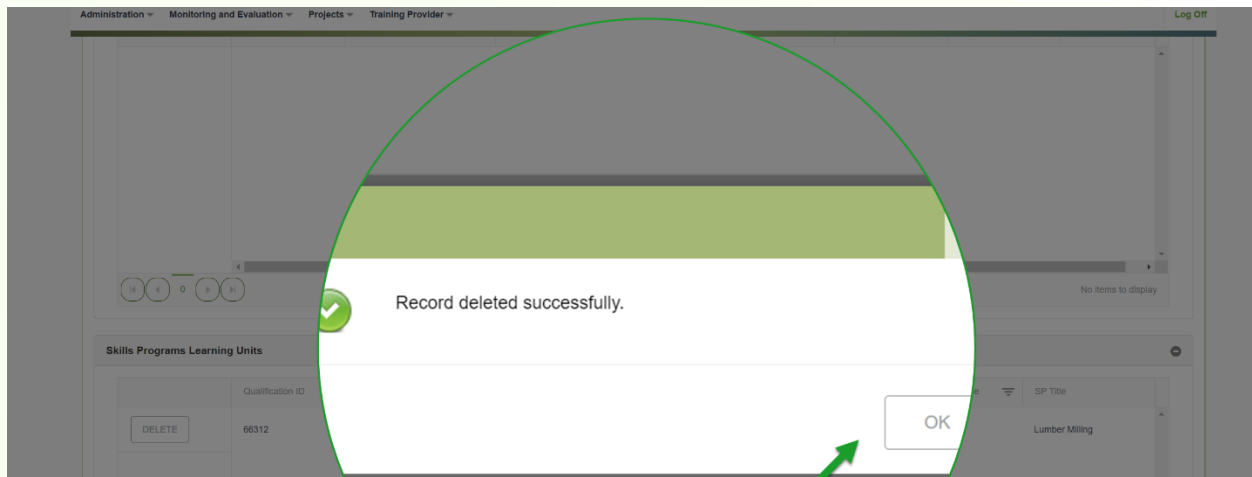 Administration Monitoring and Evaluation Projects Training Provider Log Off
0 No items to display
Record deleted successfully.
Skills Programs Learning Units
Qualification ID SP Title
OK
DELETE 66312 Lumber Milling